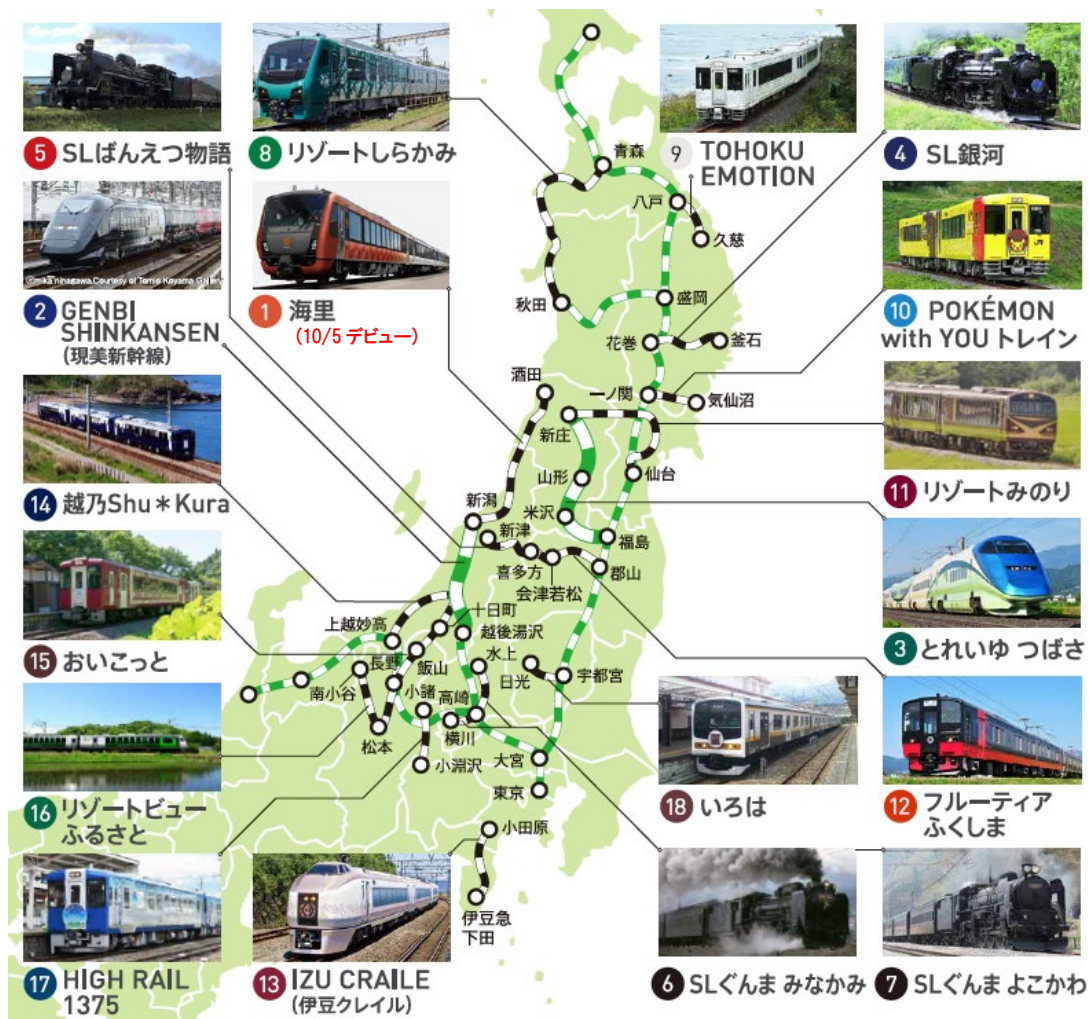 5 SLばんえつ物語
8 リゾートしらかみ
9 TOHOKU
EMOTION
4 SL銀河
©mika ninagawa,Courtesy of Tomio Koyama Gallery
2 GENBI
SHINKANSEN
(現美新幹線)
1 海里
(10/5 デビュー)
10 POKÉMON
with YOU トレイン
14 越乃Shu*Kura
11 リゾートみのり
15 おいこっと
3 とれいゆ つばさ
16 リゾートビュー
ふるさと
18 いろは
12 フルーティア
ふくしま
17 HIGH RAIL
1375
13 IZU CRAILE
(伊豆クレイル)
6 SLぐんま みなかみ
7 SLぐんま よこかわ
青森
八戸
久慈
秋田
盛岡
花巻
釜石
酒田
一ノ関
気仙沼
新庄
山形
仙台
新潟
米沢
新津
福島
喜多方
会津若松
郡山
十日町
上越妙高
越後湯沢
長野
飯山
水上
日光
宇都宮
南小谷
小諸
高崎
横川
松本
小淵沢
大宮
東京
小田原
伊豆急
下田